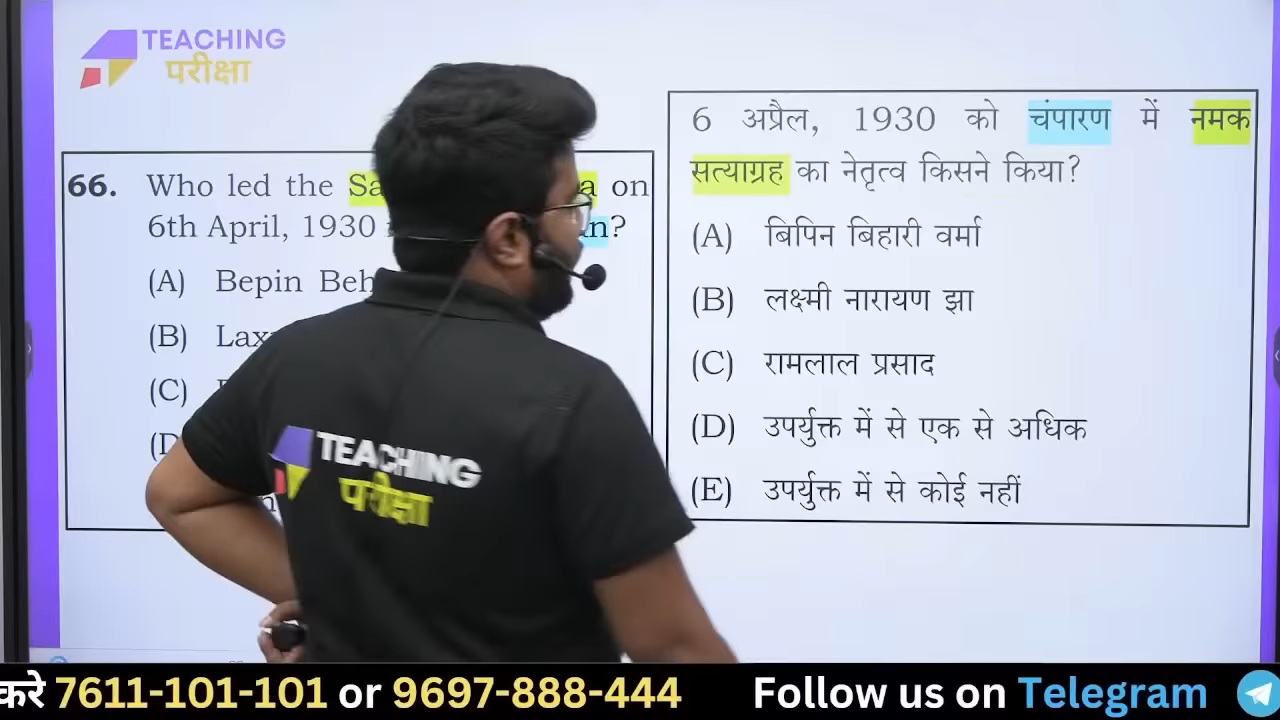 TEACHING
परीक्षा
66. Who led the Sa a on
6th April, 1930 n?
(A) Bepin Beh
(B) Lax
(C)
(D
6 अप्रैल, 1930 को चंपारण में नमक
सत्याग्रह का नेतृत्व किसने किया?
(A) बिपिन बिहारी वर्मा
(B) लक्ष्मी नारायण झा
(C) रामलाल प्रसाद
(D) उपर्युक्त में से एक से अधिक
(E) उपर्युक्त में से कोई नहीं
TEACHING
परीक्षा
करे 7611-101-101 or 9697-888-444 Follow us on Telegram